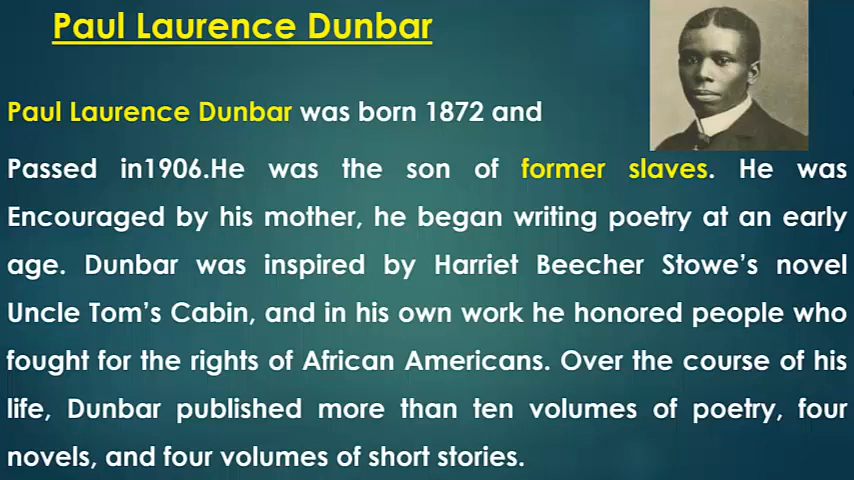 Paul Laurence Dunbar
Paul Laurence Dunbar was born 1872 and
Passed in1906.He was the son of former slaves. He was
Encouraged by his mother, he began writing poetry at an early
age. Dunbar was inspired by Harriet Beecher Stowe’s novel
Uncle Tom’s Cabin, and in his own work he honored people who
fought for the rights of African Americans. Over the course of his
life, Dunbar published more than ten volumes of poetry, four
novels, and four volumes of short stories.